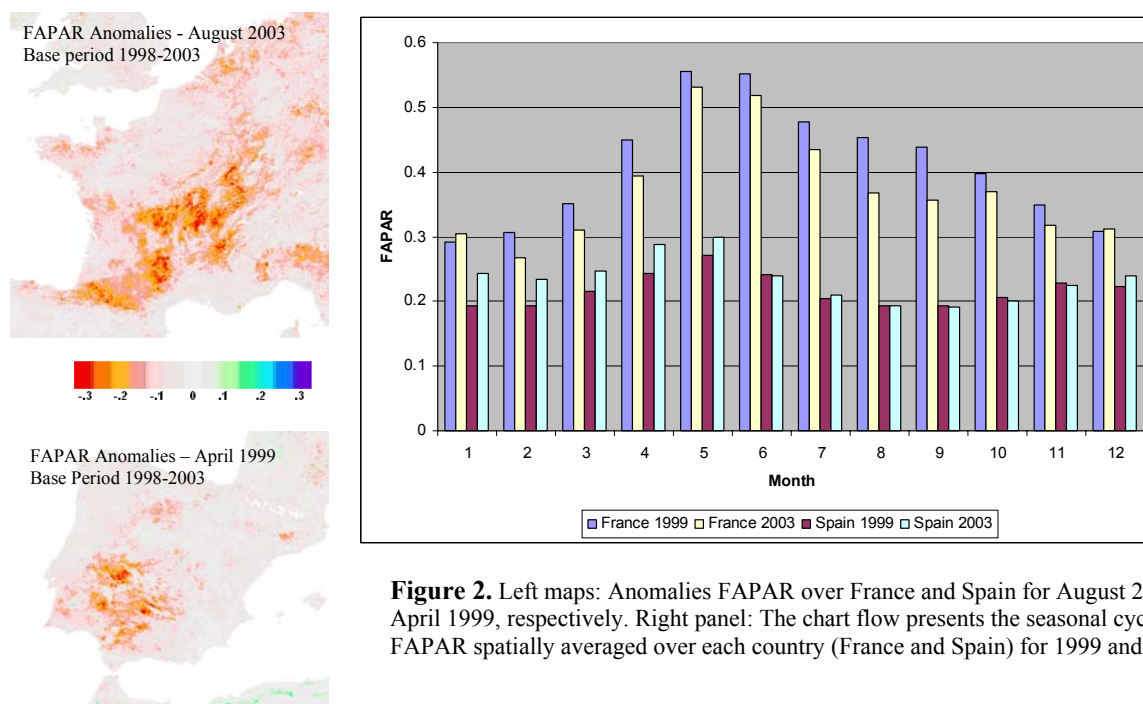 FAPAR Anomalies - August 2003
Base period 1998-2003
-.3 -.2 -.1 0 .1 .2 .3
FAPAR Anomalies – April 1999
Base Period 1998-2003
0.6
0.5
0.4
0.3
0.2
0.1
0
FAPAR
1 2 3 4 5 6 7 8 9 10 11 12
Month
France 1999 France 2003 Spain 1999 Spain 2003
Figure 2. Left maps: Anomalies FAPAR over France and Spain for August 2
April 1999, respectively. Right panel: The chart flow presents the seasonal cyc
FAPAR spatially averaged over each country (France and Spain) for 1999 and